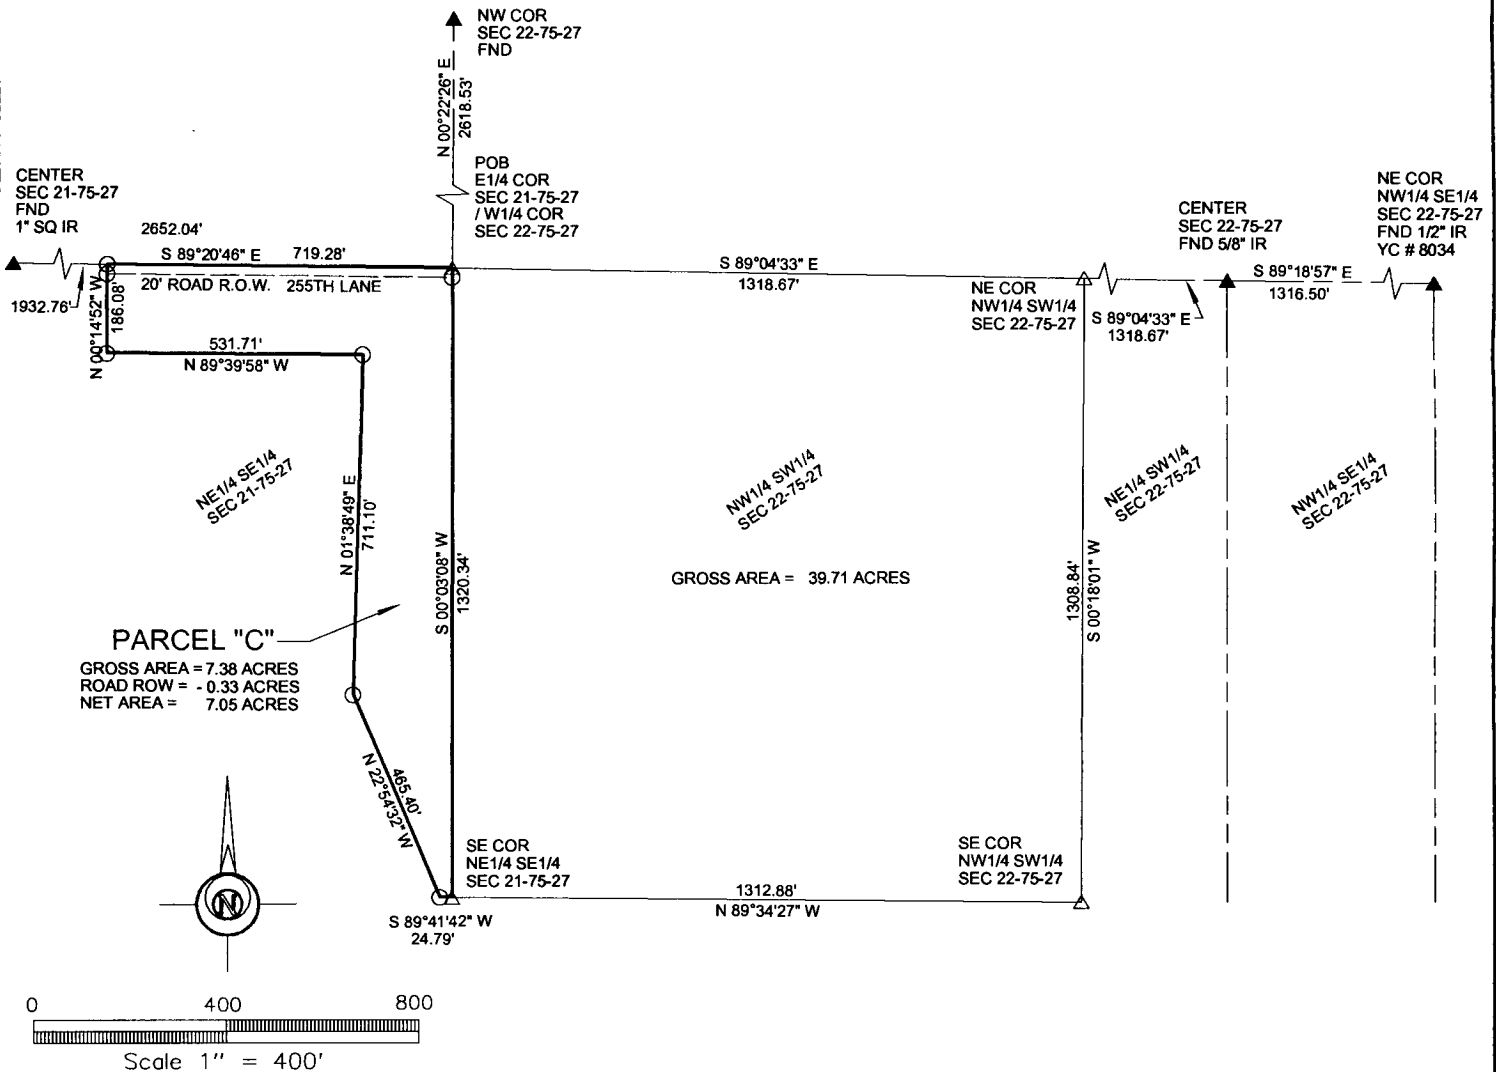 NW COR
SEC 22-75-27
FND
N 00°22'26" E
2618.53'
CENTER
SEC 21-75-27
FND
1" SQ IR
POB
E1/4 COR
SEC 21-75-27
/ W1/4 COR
SEC 22-75-27
NE COR
NW1/4 SE1/4
SEC 22-75-27
FND 1/2" IR
YC # 8034
CENTER
SEC 22-75-27
FND 5/8" IR
2652.04'
S 89°20'46" E 719.28'
20' ROAD R.O.W. 255TH LANE
1932.76'
N 00°14'52" W
186.08'
531.71'
N 89°39'58" W
S 89°04'33" E
1318.67'
NE COR
NW1/4 SW1/4
SEC 22-75-27
S 89°04'33" E
1318.67'
S 89°18'57" E
1316.50'
NE1/4 SE1/4
SEC 21-75-27
N 01°38'49" E
711.10'
S 00°03'08" W
1320.34'
NW1/4 SW1/4
SEC 22-75-27
GROSS AREA = 39.71 ACRES
1308.84'
S 00°18'01" W
NE1/4 SW1/4
SEC 22-75-27
NW1/4 SE1/4
SEC 22-75-27
PARCEL "C"
GROSS AREA = 7.38 ACRES
ROAD ROW = - 0.33 ACRES
NET AREA = 7.05 ACRES
465.40'
N 22°54'32" W
SE COR
NE1/4 SE1/4
SEC 21-75-27
SE COR
NW1/4 SW1/4
SEC 22-75-27
S 89°41'42" W
24.79'
1312.88'
N 89°34'27" W
N
0 400 800
Scale 1" = 400'